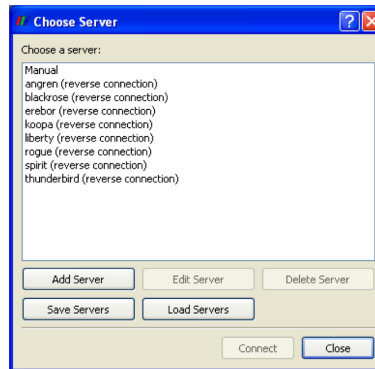 Choose Server
Choose a server:
Manual
angren (reverse connection)
blackrose (reverse connection)
erebor (reverse connection)
koopa (reverse connection)
liberty (reverse connection)
rogue (reverse connection)
spirit (reverse connection)
thunderbird (reverse connection)
Add Server Edit Server Delete Server
Save Servers Load Servers
Connect Close